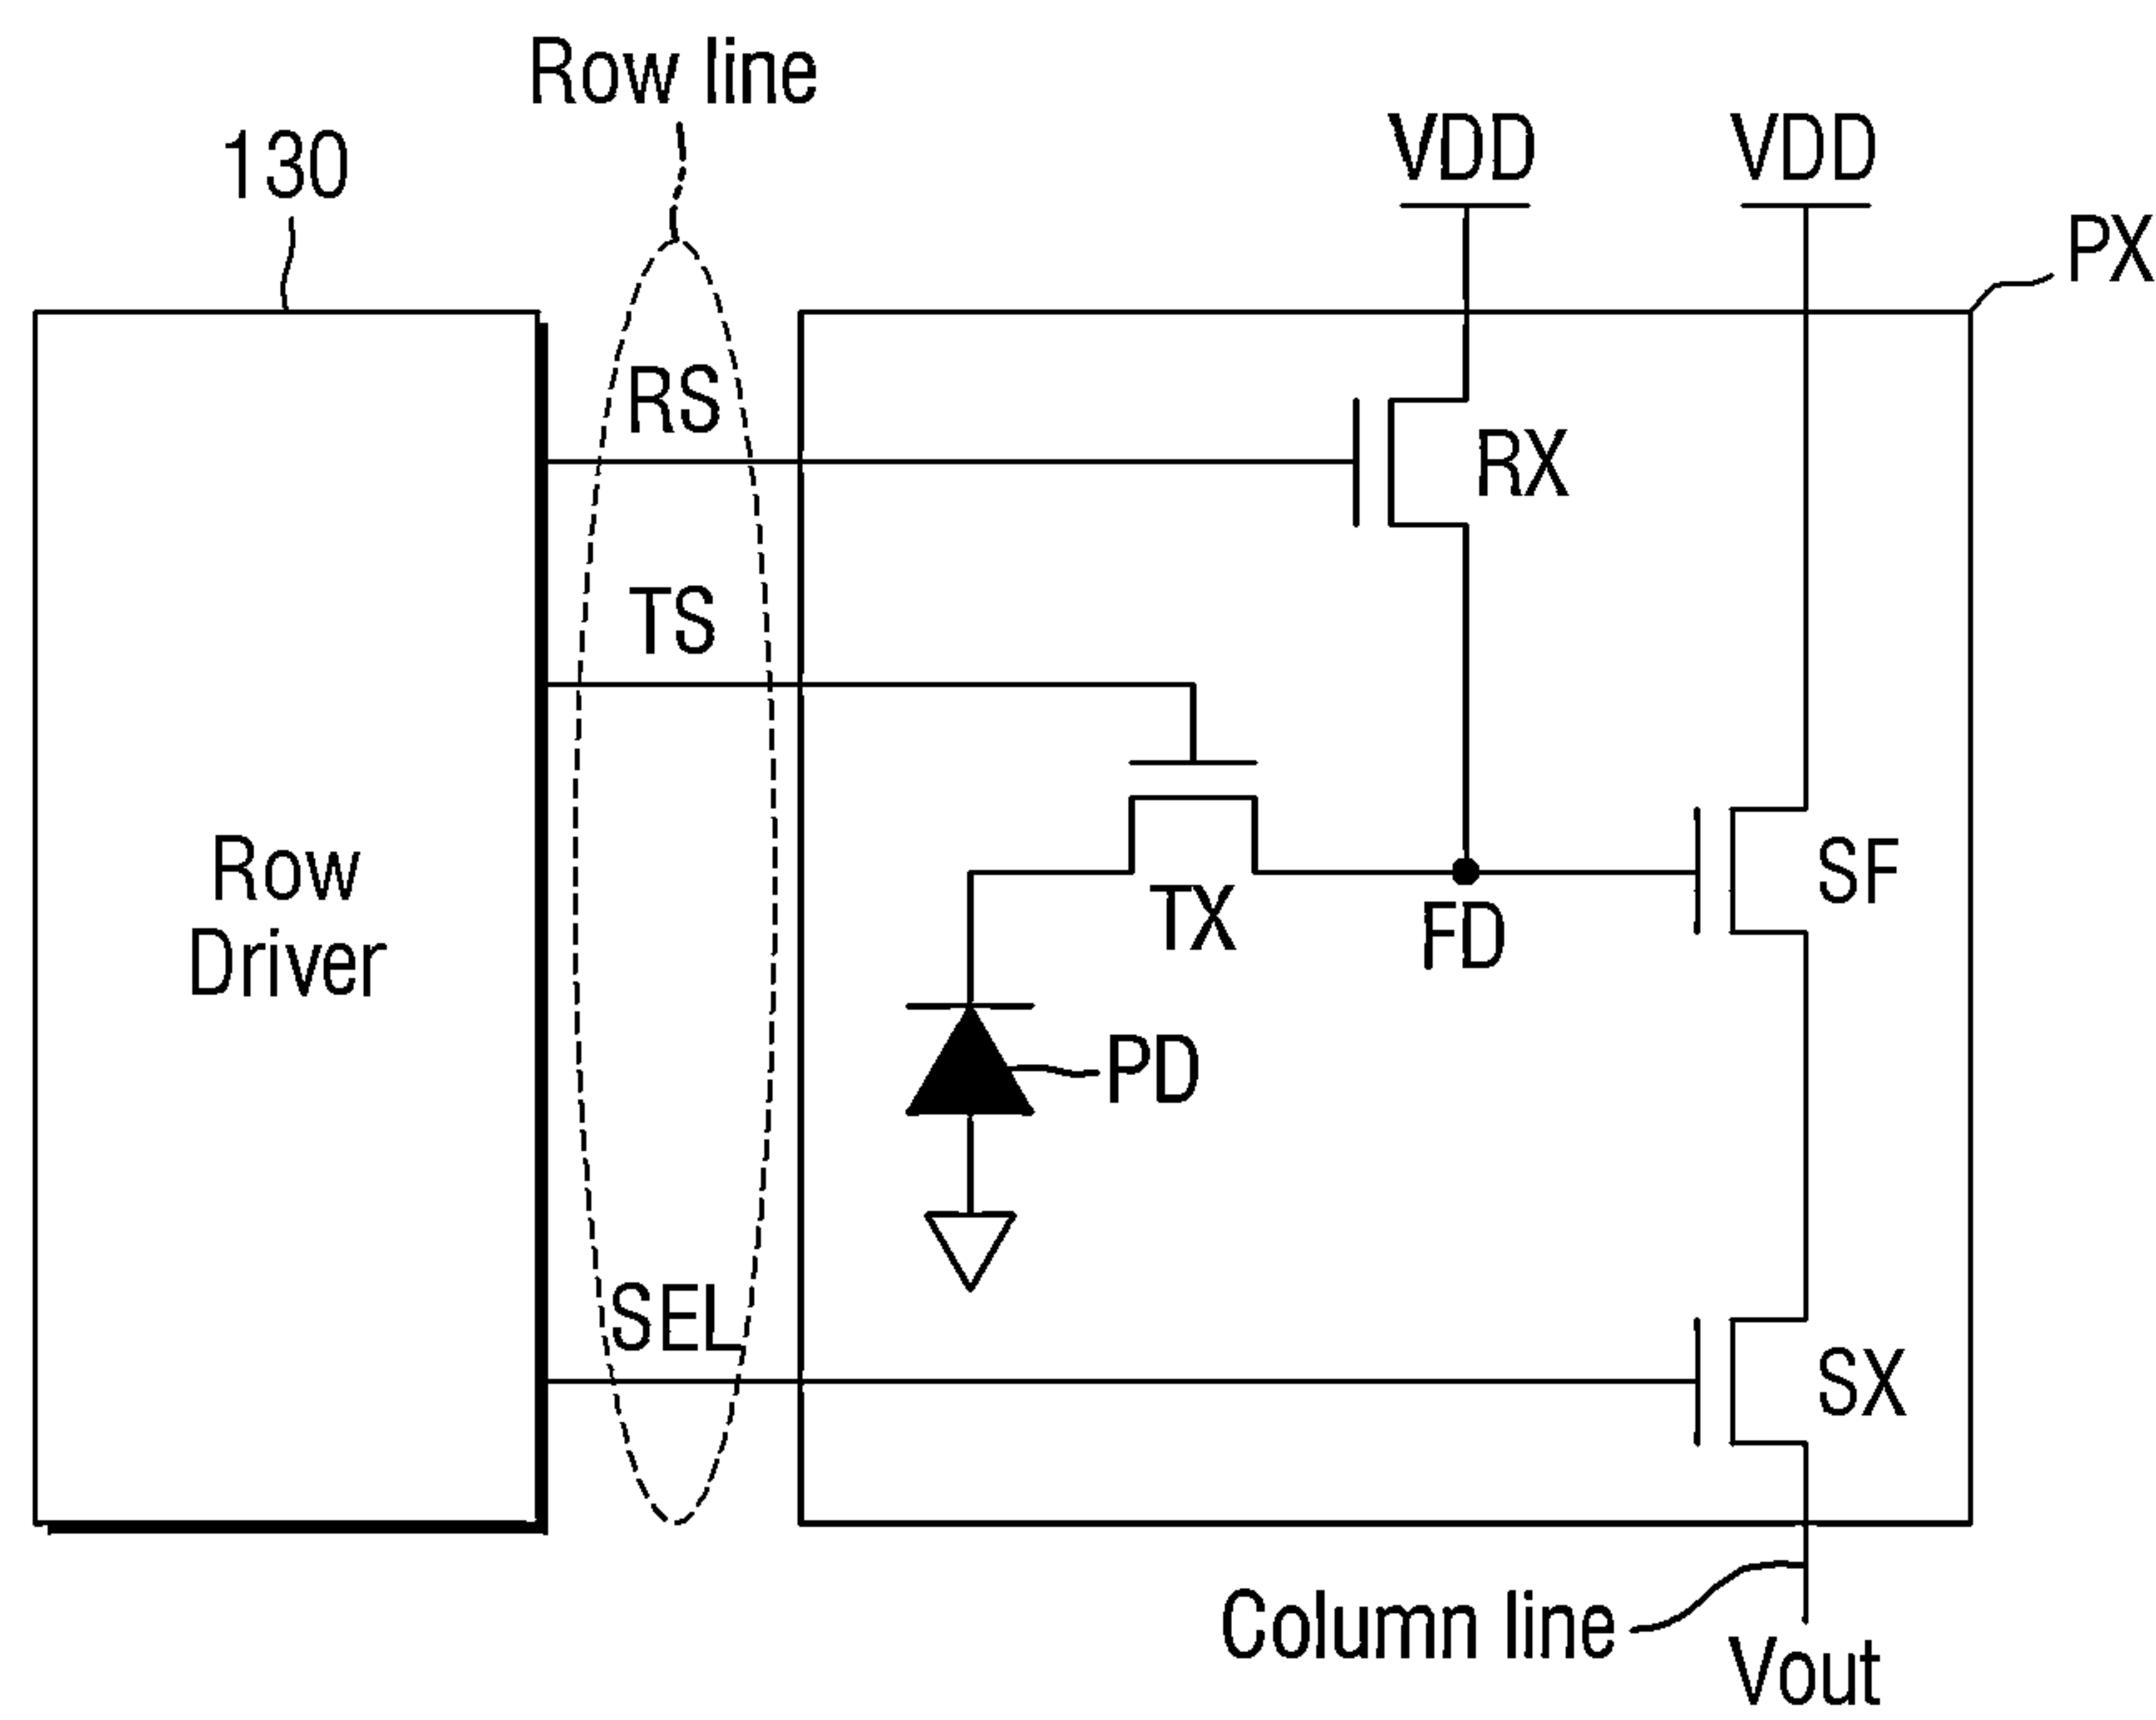 Row line
130
VDD
VDD
PX
RS
RX
TS
Row
Driver
TX
FD
SF
PD
SEL
SX
Column line
Vout